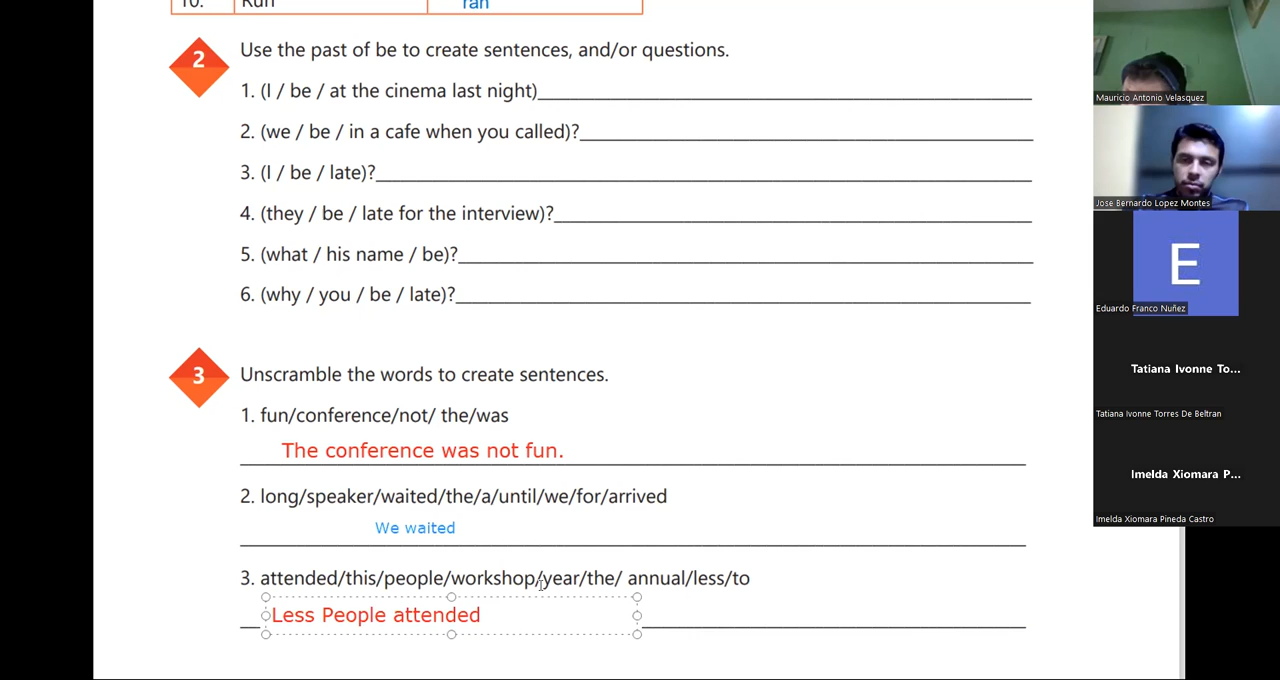 10. Run ran
2 Use the past of be to create sentences, and/or questions.
1. (I / be / at the cinema last night)
2. (we / be / in a cafe when you called)?
3. (I / be / late)?
4. (they / be / late for the interview)?
5. (what / his name / be)?
6. (why / you / be / late)?
3 Unscramble the words to create sentences.
1. fun/conference/not/ the/was
The conference was not fun.
2. long/speaker/waited/the/a/until/we/for/arrived
We waited
3. attended/this/people/workshop/year/the/ annual/less/to
Less People attended
Mauricio Antonio Velasquez
Jose Bernardo Lopez Montes
E
Eduardo Franco Nuñez
Tatiana Ivonne To...
Tatiana Ivonne Torres De Beltran
Imelda Xiomara P...
Imelda Xiomara Pineda Castro